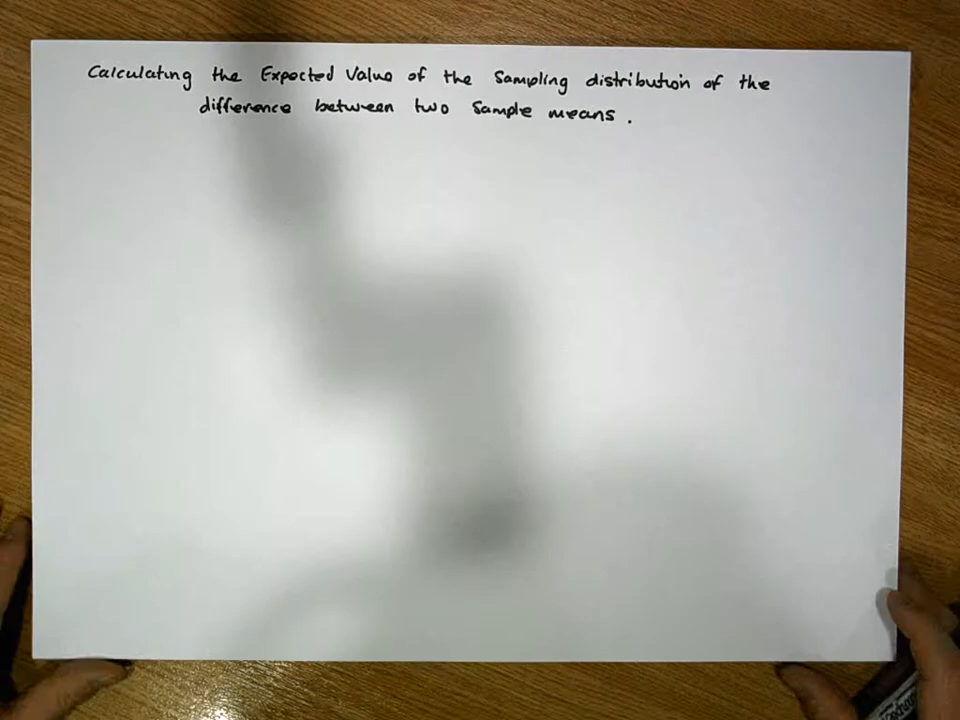 Calculating the Expected Value of the Sampling distribution of the
difference between two Sample means.